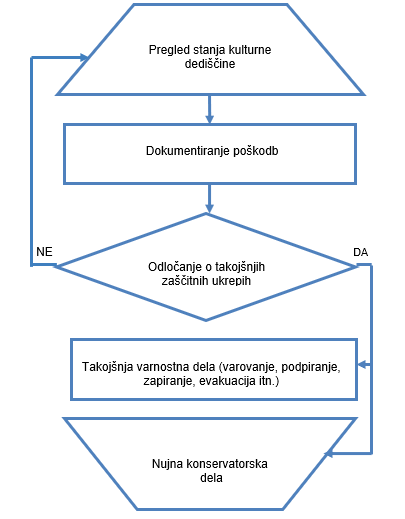 Pregled stanja kulturne
dediščine
Dokumentiranje poškodb
NE
DA
Odločanje o takojšnjih
zaščitnih ukrepih
Takojšnja varnostna dela (varovanje, podpiranje,
zapiranje, evakuacija itn.)
Nujna konservatorska
dela